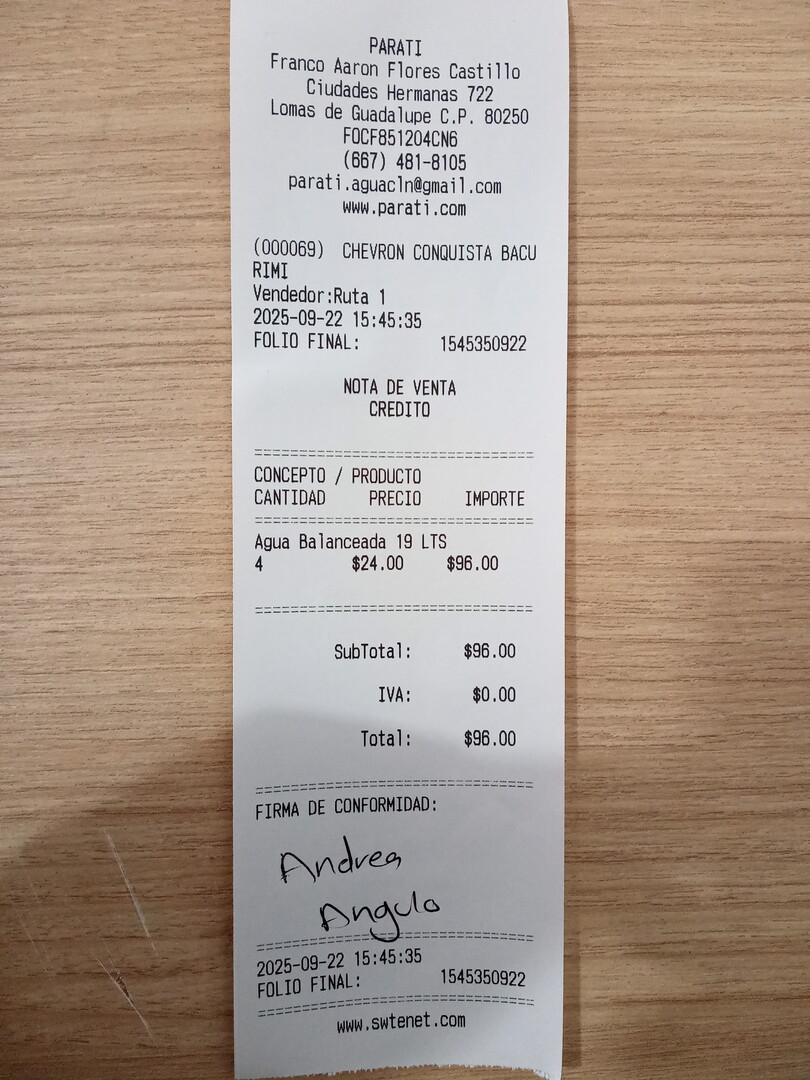 PARATI
Franco Aaron Flores Castillo
Ciudades Hermanas 722
Lomas de Guadalupe C.P. 80250
FOCF851204CN6
(667) 481-8105
parati.aguacln@gmail.com
www.parati.com
(000069) CHEVRON CONQUISTA BACU
RIMI
Vendedor:Ruta 1
2025-09-22 15:45:35
FOLIO FINAL: 1545350922
NOTA DE VENTA
CREDITO
CONCEPTO / PRODUCTO
CANTIDAD PRECIO IMPORTE
Agua Balanceada 19 LTS
4 $24.00 $96.00
SubTotal: $96.00
IVA: $0.00
Total: $96.00
FIRMA DE CONFORMIDAD:
Andrea
Angulo
2025-09-22 15:45:35
FOLIO FINAL: 1545350922
www.swtenet.com